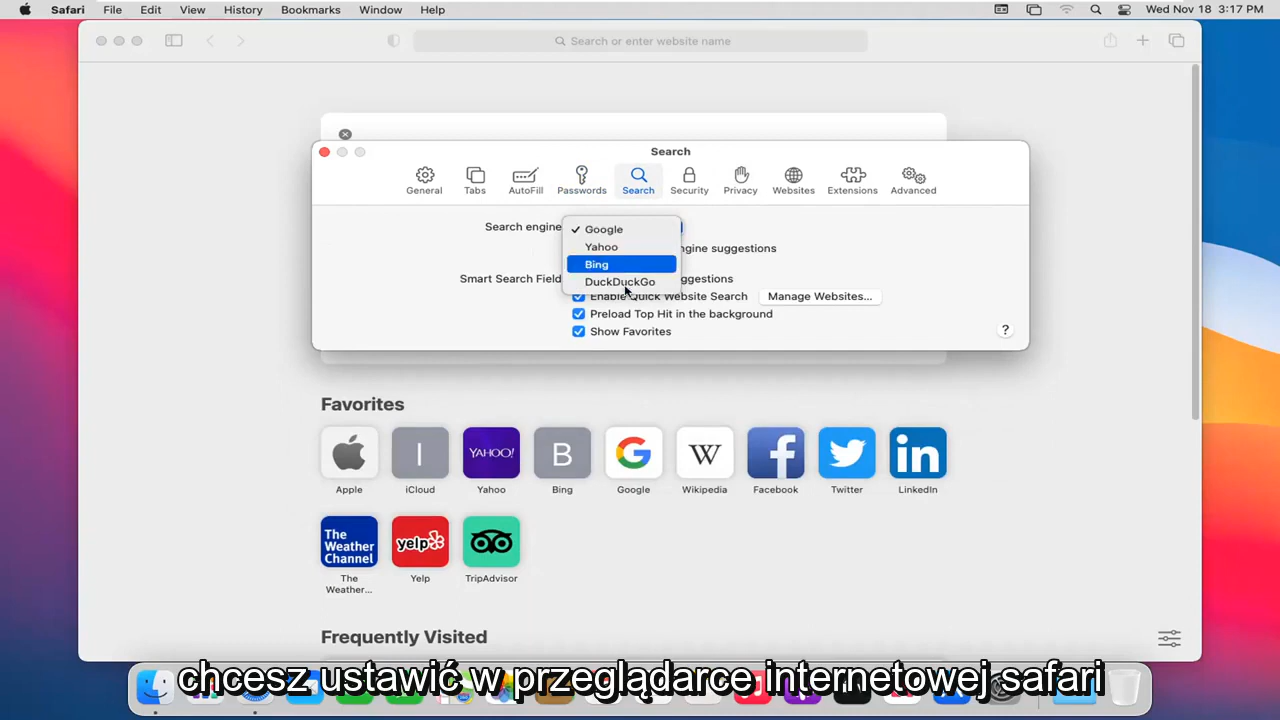 Safari File Edit View History Bookmarks Window Help Wed Nov 18 3:17 PM
Search or enter website name
Search
General Tabs AutoFill Passwords Search Security Privacy Websites Extensions Advanced
Search engine
✓ Google
Yahoo
ngine suggestions
Bing
Smart Search Field
uggestions
DuckDuckGo
Enable Quick Website Search Manage Websites...
Preload Top Hit in the background
Show Favorites ?
Favorites
I YAHOO! B G W f in
Apple iCloud Yahoo Bing Google Wikipedia Facebook Twitter LinkedIn
The
Weather
Channel
yelp
The
Weather...
Yelp TripAdvisor
Frequently Visited
chcesz ustawić w przeglądarce internetowej safari